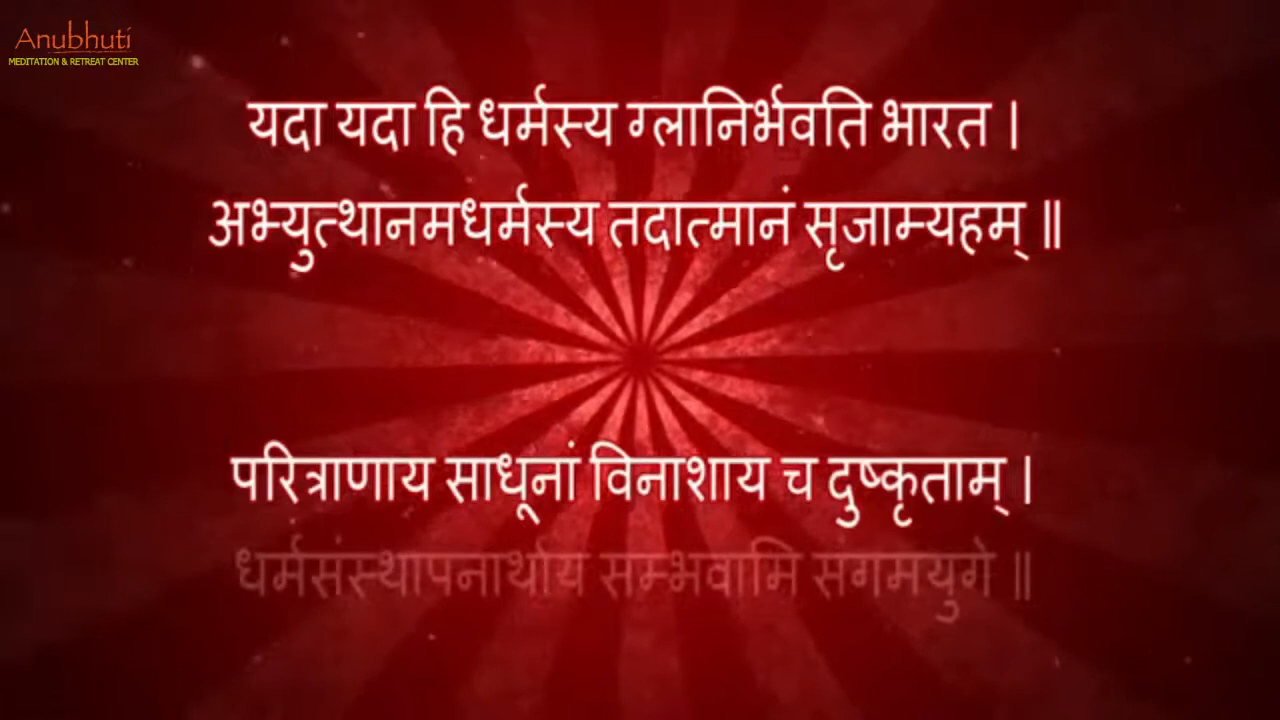 Anubhuti
MEDITATION & RETREAT CENTER
यदा यदा हि धर्मस्य ग्लानिर्भवति भारत ।
अभ्युत्थानमधर्मस्य तदात्मानं सृजाम्यहम् ॥
परित्राणाय साधूनां विनाशाय च दुष्कृताम् ।
धर्मसंस्थापनार्थाय सम्भवामि संगमयुगे ॥